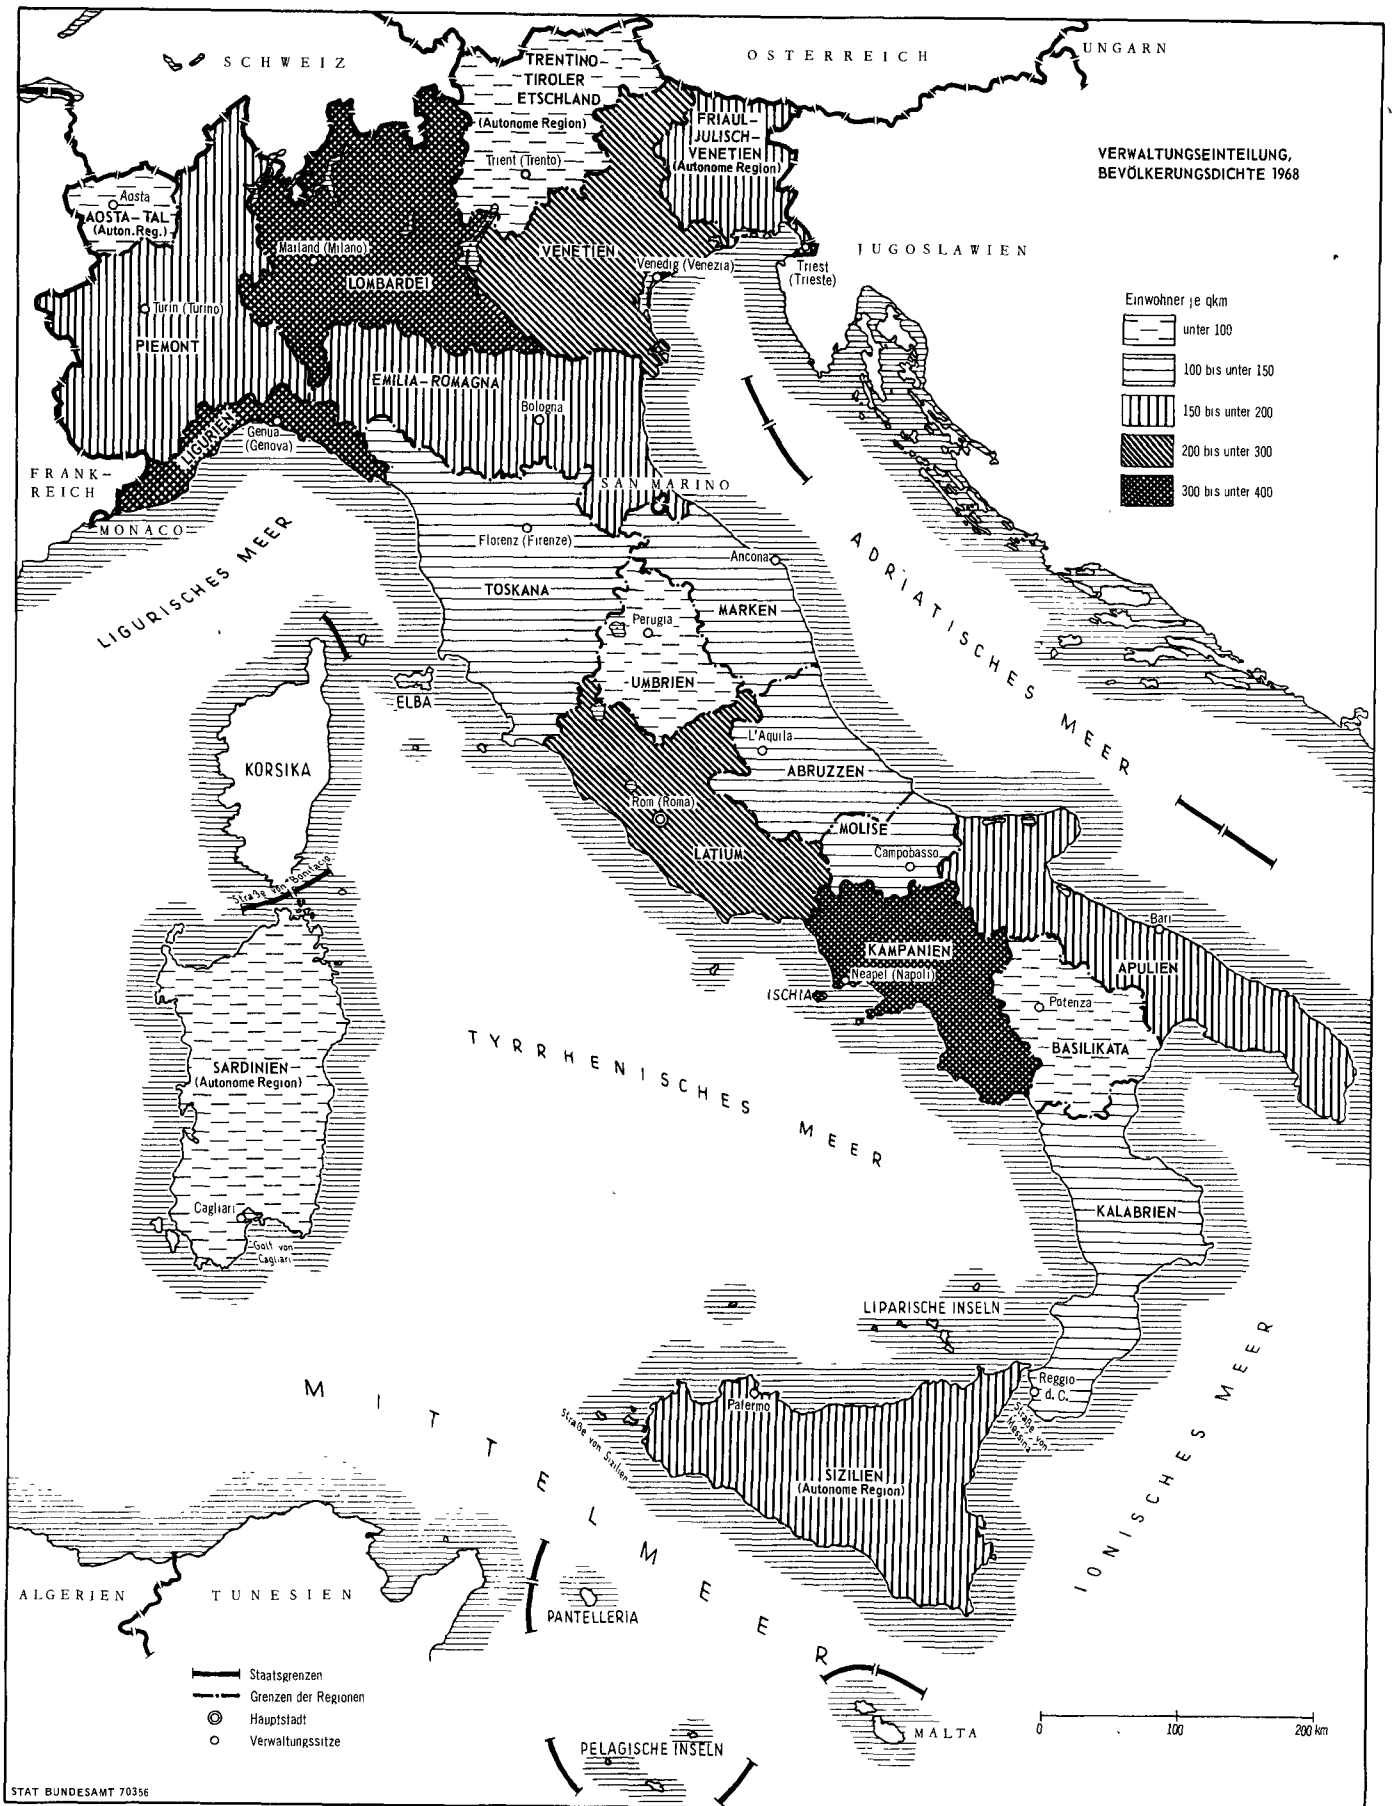 SCHWEIZ
ÖSTERREICH
UNGARN
TRENTINO-
TIROLER
ETSCHLAND
(Autonome Region)
Trient (Trento)
FRIAUL-
JULISCH-
VENETIEN
(Autonome Region)
VERWALTUNGSEINTEILUNG,
BEVÖLKERUNGSDICHTE 1968
Aosta
AOSTA-TAL
(Auton. Reg.)
Mailand (Milano)
LOMBARDEI
VENETIEN
Venedig (Venezia)
Triest
(Trieste)
JUGOSLAWIEN
Einwohner je qkm
unter 100
100 bis unter 150
150 bis unter 200
200 bis unter 300
300 bis unter 400
Turin (Turino)
PIEMONT
EMILIA-ROMAGNA
Bologna
LIGURIEN
Genua
(Genova)
FRANK-
REICH
MONACO
SAN MARINO
LIGURISCHES MEER
Florenz (Firenze)
TOSKANA
Ancona
MARKEN
Perugia
UMBRIEN
ADRIATISCHES MEER
ELBA
KORSIKA
L'Aquila
ABRUZZEN
Rom (Roma)
LATIUM
MOLISE
Campobasso
Straße von Bonifacio
Bari
APULIEN
KAMPANIEN
Neapel (Napoli)
ISCHIA
Potenza
BASILIKATA
TYRRHENISCHES MEER
SARDINIEN
(Autonome Region)
Cagliari
Golf von
Cagliari
KALABRIEN
LIPARISCHE INSELN
Reggio
d. C.
Straße von
Messina
Palermo
Straße von Sizilien
SIZILIEN
(Autonome Region)
IONISCHES MEER
MITTELMEER
ALGERIEN
TUNESIEN
PANTELLERIA
Staatsgrenzen
Grenzen der Regionen
Hauptstadt
Verwaltungssitze
PELAGISCHE INSELN
MALTA
0 100 200 km
STAT BUNDESAMT 70356